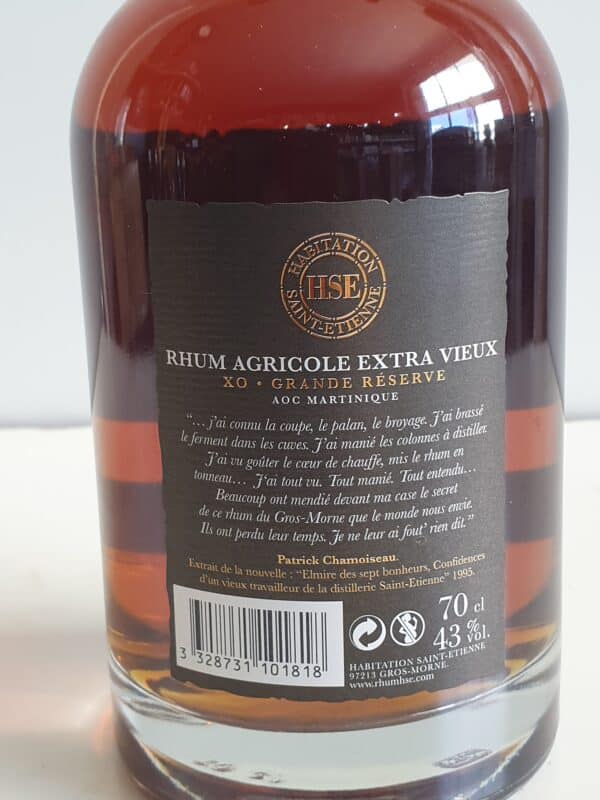 HABITATION
HSE
SAINT-ETIENNE
RHUM AGRICOLE EXTRA VIEUX
XO • GRANDE RÉSERVE
AOC MARTINIQUE
“…j’ai connu la coupe, le palan, le broyage. J’ai brassé
le ferment dans les cuves. J’ai manié les colonnes à distiller.
J’ai vu goûter le cœur de chauffe, mis le rhum en
tonneau… J’ai tout vu. Tout manié. Tout entendu…
Beaucoup ont mendié devant ma case le secret
de ce rhum du Gros-Morne que le monde nous envie.
Ils ont perdu leur temps. Je ne leur ai fout’ rien dit.”
Patrick Chamoiseau.
Extrait de la nouvelle : “Elmire des sept bonheurs, Confidences
d’un vieux travailleur de la distillerie Saint-Etienne” 1995.
3 328731 101818
70 cl
43 % vol.
HABITATION SAINT-ETIENNE
97213 GROS-MORNE.
www.rhumhse.com